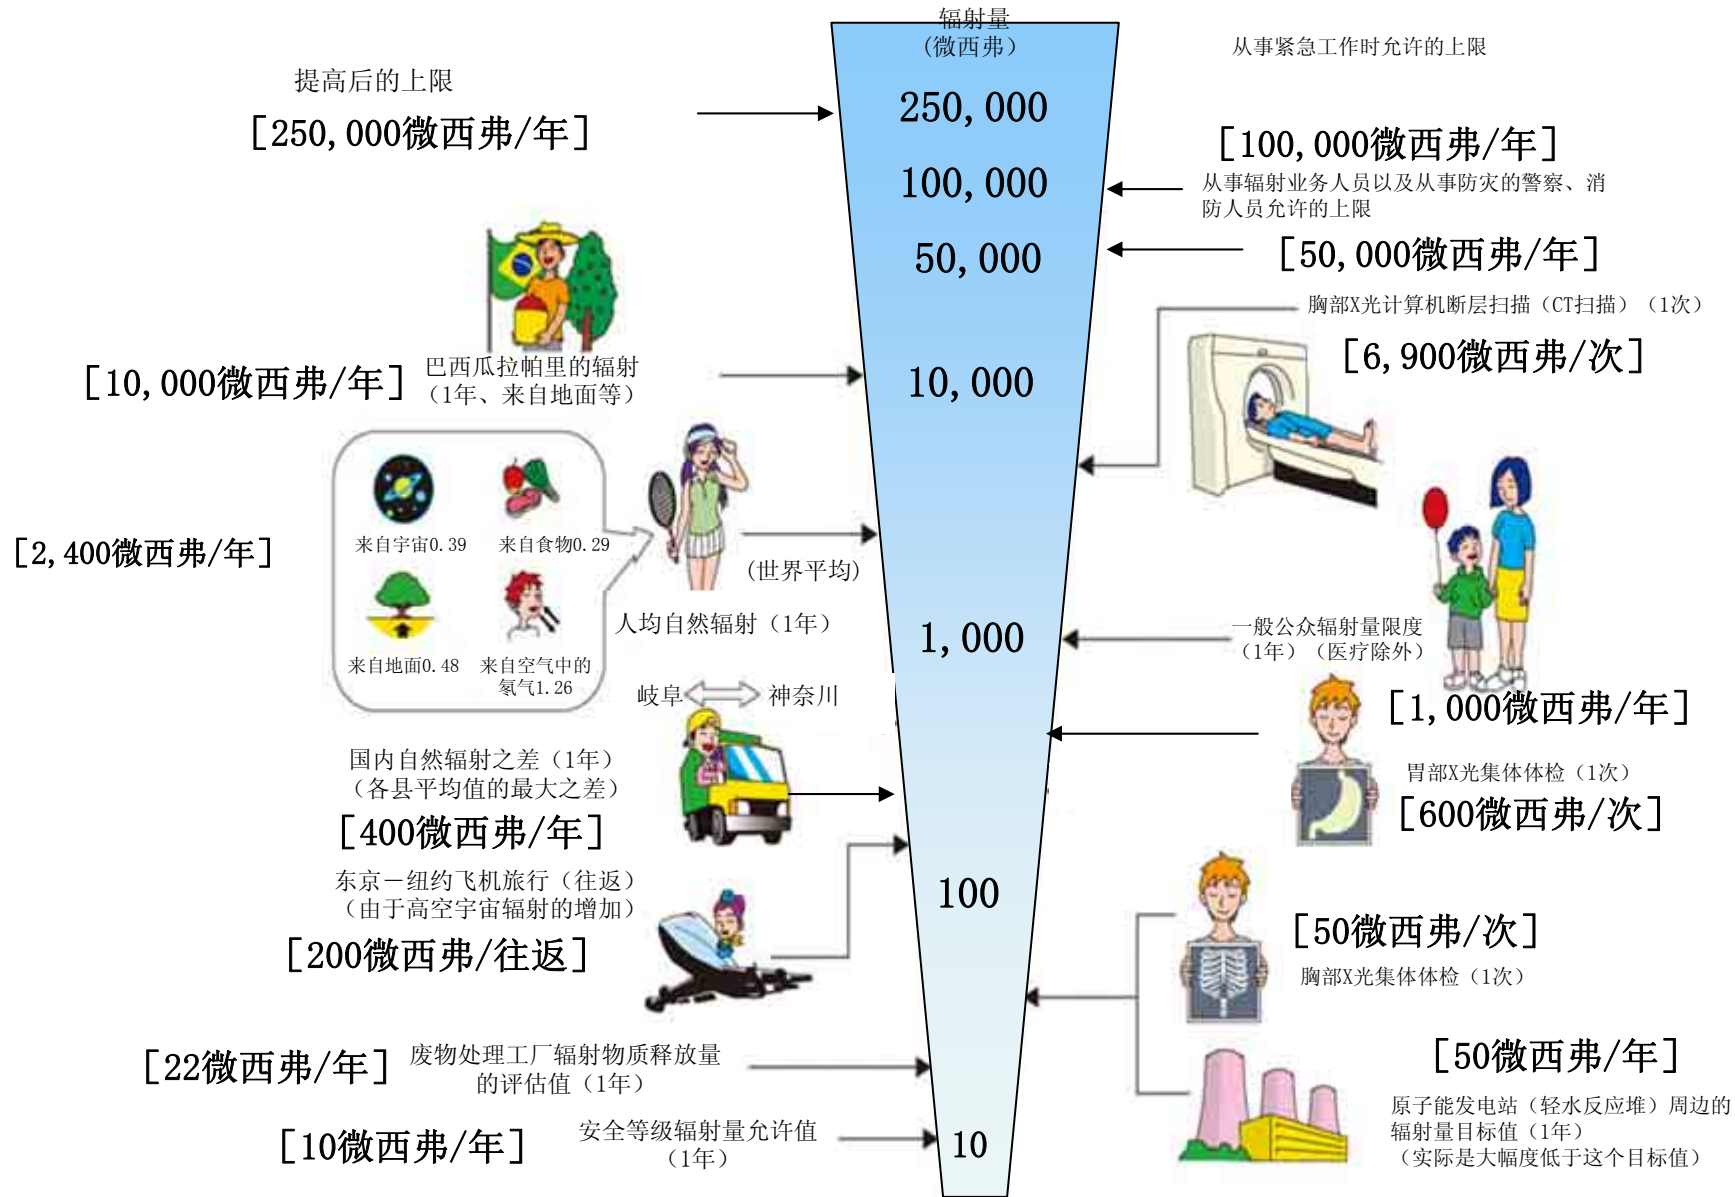 辐射量
(微西弗)
从事紧急工作时允许的上限
提高后的上限
[250,000微西弗/年]
250,000
[100,000微西弗/年]
100,000
从事辐射业务人员以及从事防灾的警察、消
防人员允许的上限
50,000
[50,000微西弗/年]
胸部X光计算机断层扫描（CT扫描）（1次）
[6,900微西弗/次]
[10,000微西弗/年]
巴西瓜拉帕里的辐射
（1年、来自地面等）
10,000
来自宇宙0.39
来自食物0.29
[2,400微西弗/年]
(世界平均)
人均自然辐射（1年）
来自地面0.48
来自空气中的
氡气1.26
1,000
一般公众辐射量限度
（1年）（医疗除外）
[1,000微西弗/年]
岐阜
神奈川
国内自然辐射之差（1年）
（各县平均值的最大之差）
[400微西弗/年]
胃部X光集体体检（1次）
[600微西弗/次]
东京－纽约飞机旅行（往返）
（由于高空宇宙辐射的增加）
[200微西弗/往返]
100
[50微西弗/次]
胸部X光集体体检（1次）
[22微西弗/年]
废物处理工厂辐射物质释放量
的评估值（1年）
[50微西弗/年]
原子能发电站（轻水反应堆）周边的
辐射量目标值（1年）
（实际是大幅度低于这个目标值）
[10微西弗/年]
安全等级辐射量允许值
（1年）
10